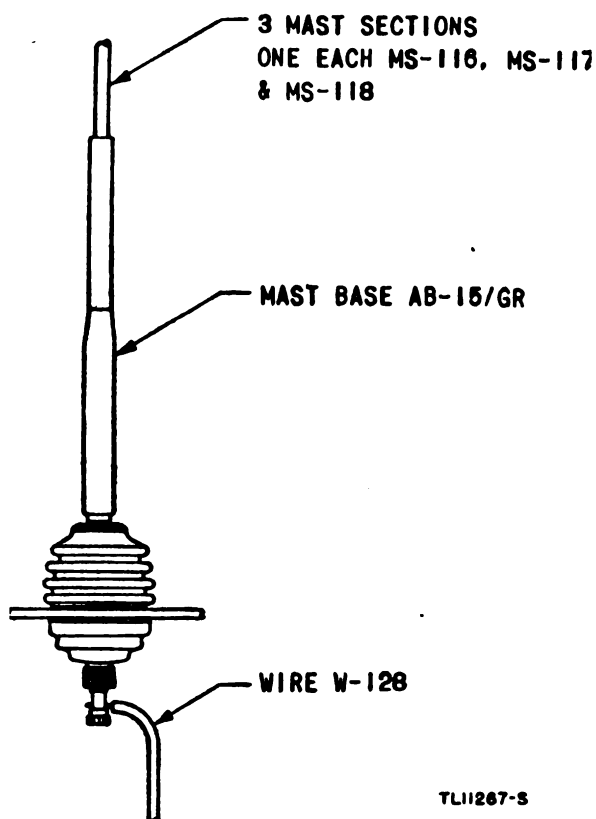 3 MAST SECTIONS
ONE EACH MS-116, MS-117
& MS-118
MAST BASE AB-15/GR
WIRE W-128
TL11267-S